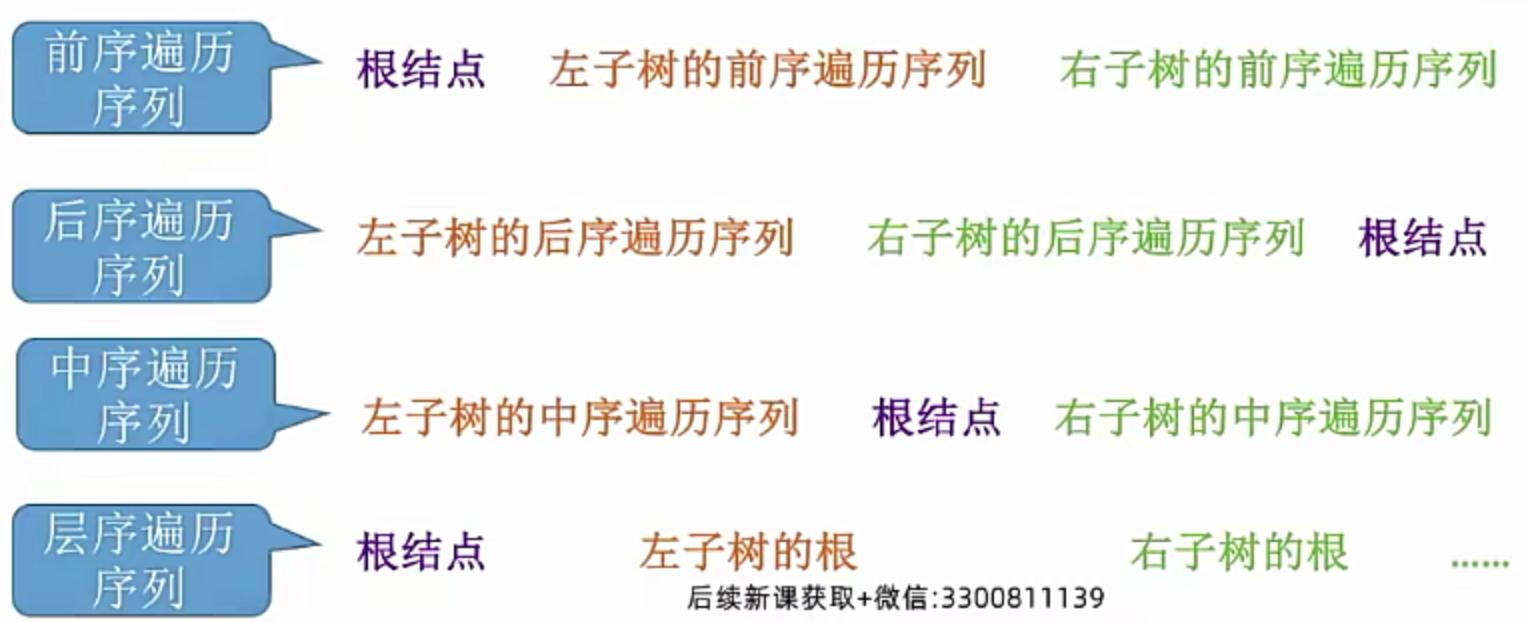 前序遍历
序列
根结点 左子树的前序遍历序列 右子树的前序遍历序列
后序遍历
序列
左子树的后序遍历序列 右子树的后序遍历序列 根结点
中序遍历
序列
左子树的中序遍历序列 根结点 右子树的中序遍历序列
层序遍历
序列
根结点 左子树的根 右子树的根 ……
后续新课获取+微信:3300811139